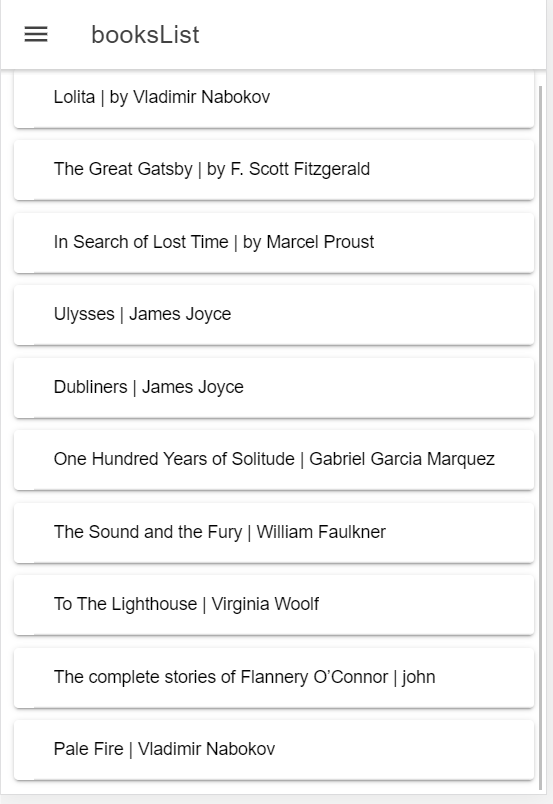 booksList
Lolita | by Vladimir Nabokov
The Great Gatsby | by F. Scott Fitzgerald
In Search of Lost Time | by Marcel Proust
Ulysses | James Joyce
Dubliners | James Joyce
One Hundred Years of Solitude | Gabriel Garcia Marquez
The Sound and the Fury | William Faulkner
To The Lighthouse | Virginia Woolf
The complete stories of Flannery O’Connor | john
Pale Fire | Vladimir Nabokov